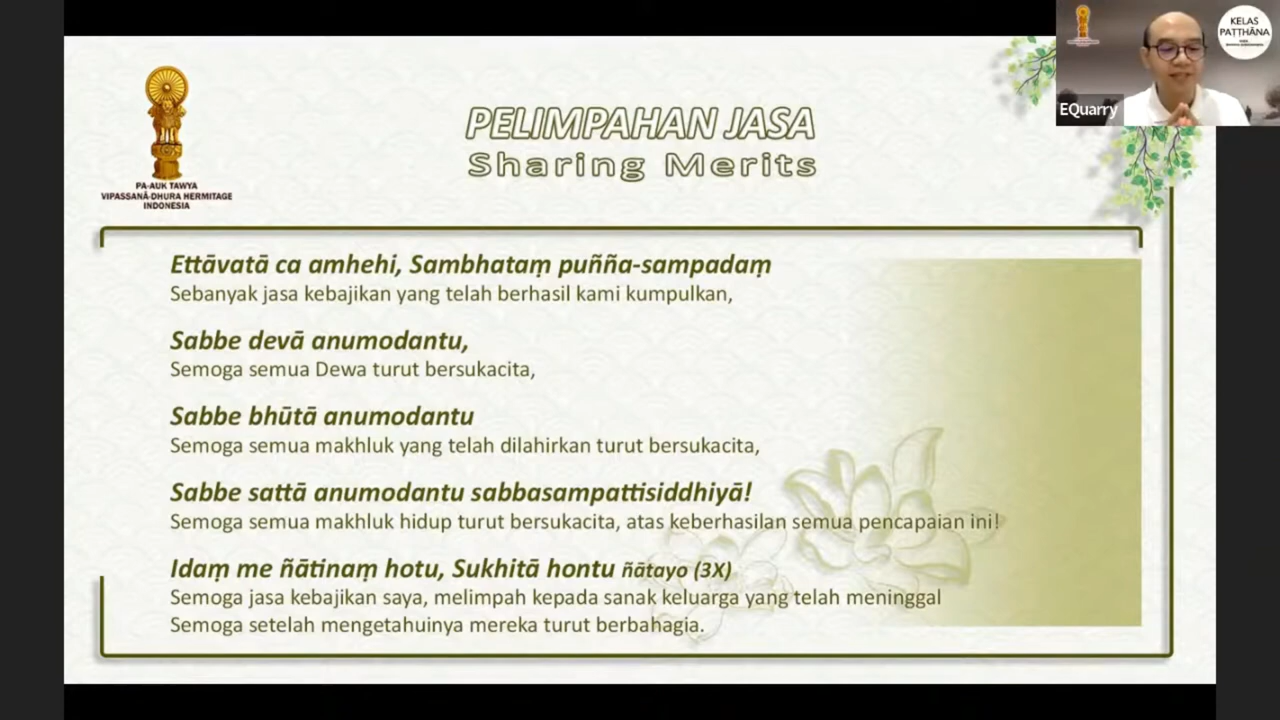 KELAS
PAṬṬHĀNA
EQuarry
PA-AUK TAWYA
VIPASSANĀ-DHURA HERMITAGE
INDONESIA
PELIMPAHAN JASA
Sharing Merits
Ettāvatā ca amhehi, Sambhataṃ puñña-sampadaṃ
Sebanyak jasa kebajikan yang telah berhasil kami kumpulkan,
Sabbe devā anumodantu,
Semoga semua Dewa turut bersukacita,
Sabbe bhūtā anumodantu
Semoga semua makhluk yang telah dilahirkan turut bersukacita,
Sabbe sattā anumodantu sabbasampattisiddhiyā!
Semoga semua makhluk hidup turut bersukacita, atas keberhasilan semua pencapaian ini!
Idaṃ me ñātinaṃ hotu, Sukhitā hontu ñātayo (3X)
Semoga jasa kebajikan saya, melimpah kepada sanak keluarga yang telah meninggal
Semoga setelah mengetahuinya mereka turut berbahagia.